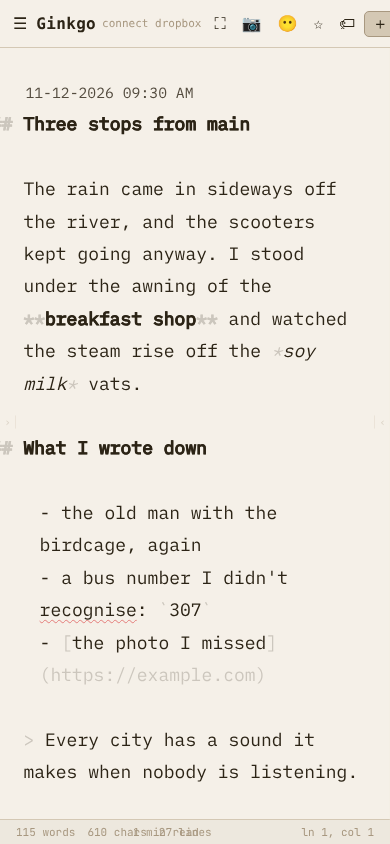 ☰ Ginkgo connect dropbox +
11-12-2026 09:30 AM
# Three stops from main
The rain came in sideways off
the river, and the scooters
kept going anyway. I stood
under the awning of the
**breakfast shop** and watched
the steam rise off the *soy
milk* vats.
# What I wrote down
- the old man with the
birdcage, again
- a bus number I didn't
recognise: `307`
- [the photo I missed]
(https://example.com)
> Every city has a sound it
makes when nobody is listening.
115 words 610 chars ln 1, col 1